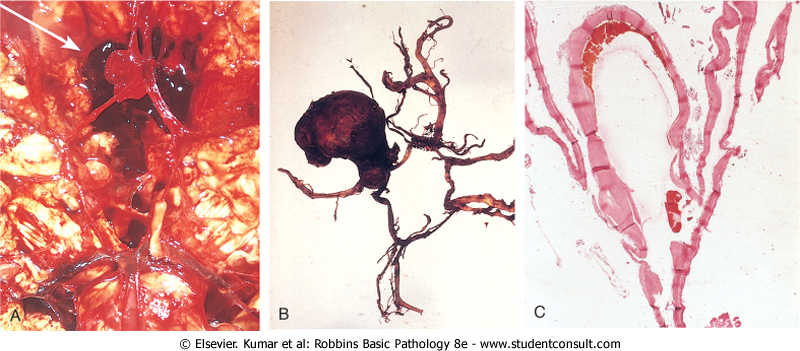 A
B
C
© Elsevier. Kumar et al: Robbins Basic Pathology 8e - www.studentconsult.com